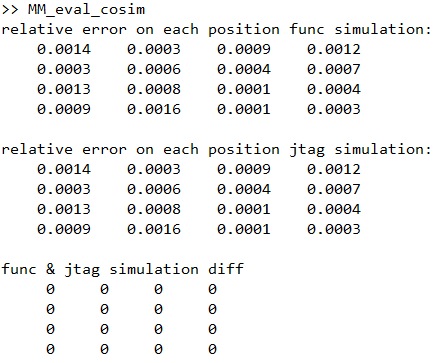 >> MM_eval_cosim
relative error on each position func simulation:
0.0014 0.0003 0.0009 0.0012
0.0003 0.0006 0.0004 0.0007
0.0013 0.0008 0.0001 0.0004
0.0009 0.0016 0.0001 0.0003
relative error on each position jtag simulation:
0.0014 0.0003 0.0009 0.0012
0.0003 0.0006 0.0004 0.0007
0.0013 0.0008 0.0001 0.0004
0.0009 0.0016 0.0001 0.0003
func & jtag simulation diff
0 0 0 0
0 0 0 0
0 0 0 0
0 0 0 0